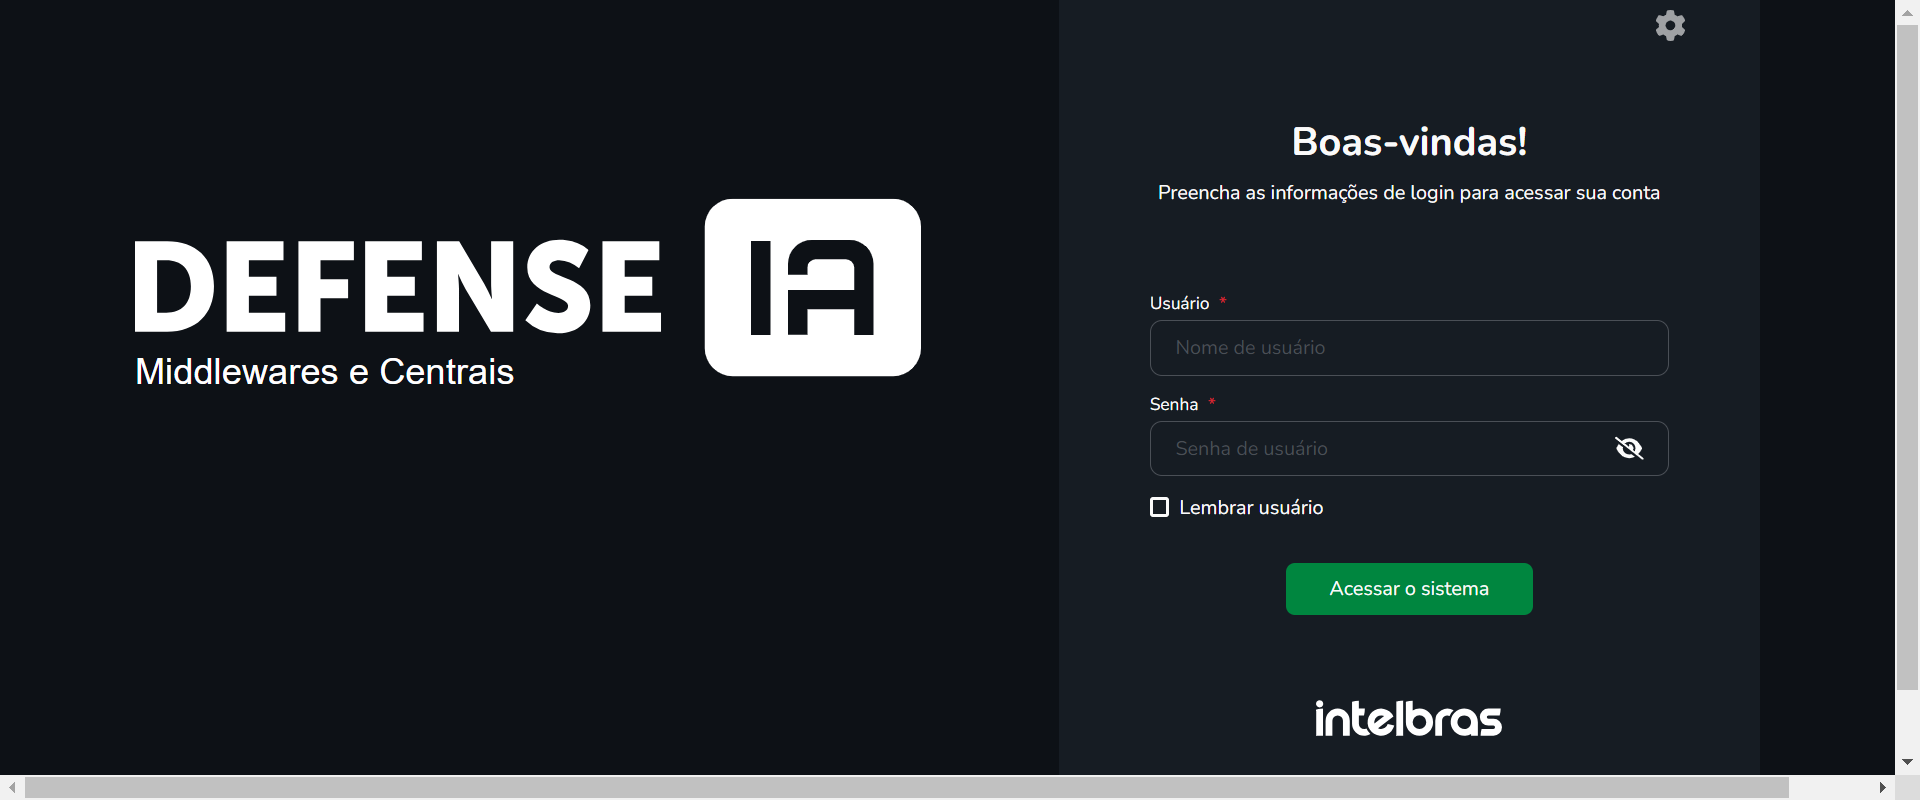 DEFENSE IA
Middlewares e Centrais
Boas-vindas!
Preencha as informações de login para acessar sua conta
Usuário *
Nome de usuário
Senha *
Senha de usuário
Lembrar usuário
Acessar o sistema
intelbras